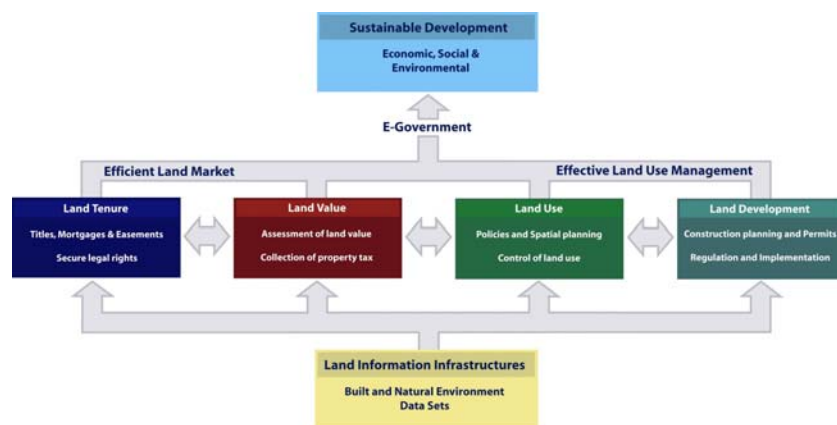 Sustainable Development
Economic, Social &
Environmental
E-Government
Efficient Land Market
Effective Land Use Management
Land Tenure
Titles, Mortgages & Easements
Secure legal rights
Land Value
Assessment of land value
Collection of property tax
Land Use
Policies and Spatial planning
Control of land use
Land Development
Construction planning and Permits
Regulation and Implementation
Land Information Infrastructures
Built and Natural Environment
Data Sets